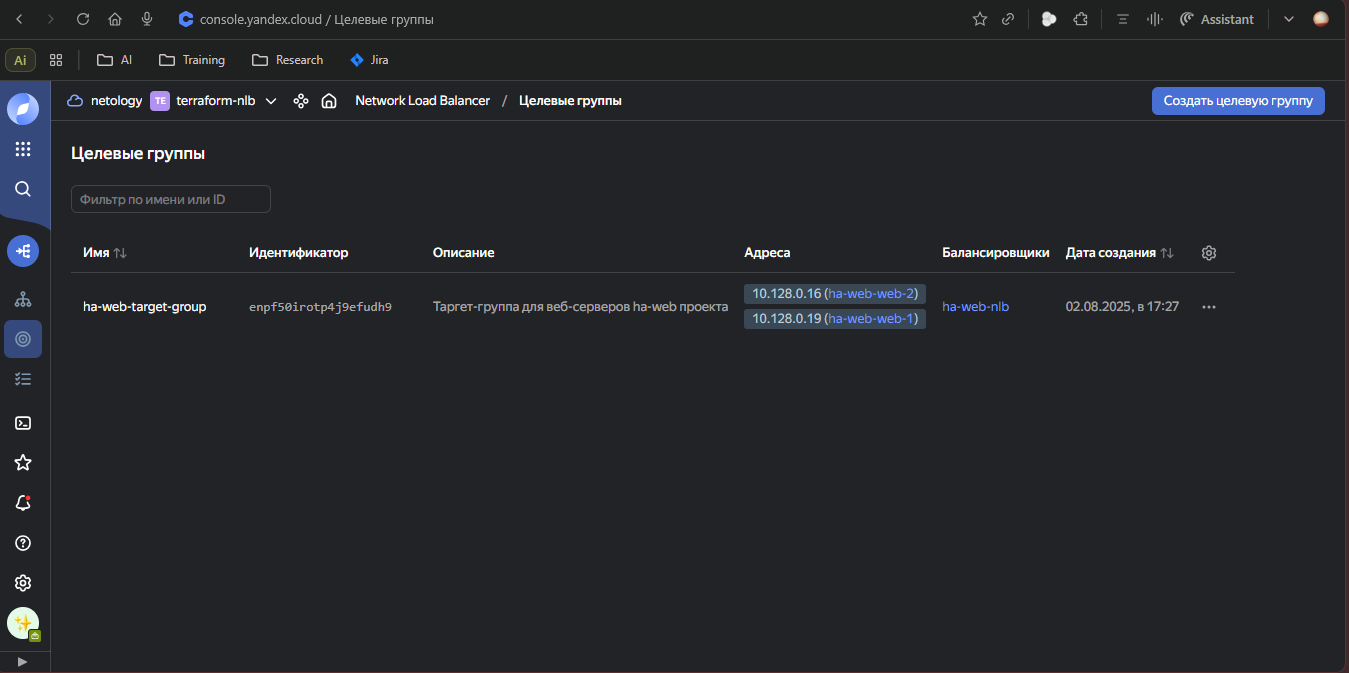 console.yandex.cloud / Целевые группы
Assistant
Ai
AI
Training
Research
Jira
netology
TE
terraform-nlb
Network Load Balancer / Целевые группы
Создать целевую группу
Целевые группы
Фильтр по имени или ID
Имя
Идентификатор
Описание
Адреса
Балансировщики
Дата создания
ha-web-target-group
enpf50irotp4j9efudh9
Таргет-группа для веб-серверов ha-web проекта
10.128.0.16 (ha-web-web-2)
10.128.0.19 (ha-web-web-1)
ha-web-nlb
02.08.2025, в 17:27